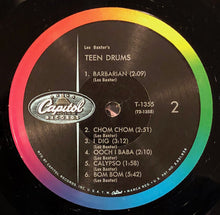 Les Baxter's
TEEN DRUMS
1. BARBARIAN (2:09)
(Les Baxter)
T-1355
(D2-1355)
Capitol
RECORDS
2
2. CHOM CHOM (2:51)
(Les Baxter)
3. I DIG (3:12)
(Les Baxter)
4. OOCH I BABA (2:10)
(Les Baxter)
5. CALYPSO (1:58)
(Les Baxter)
6. BOM BOM (5:42)
(Les Baxter)